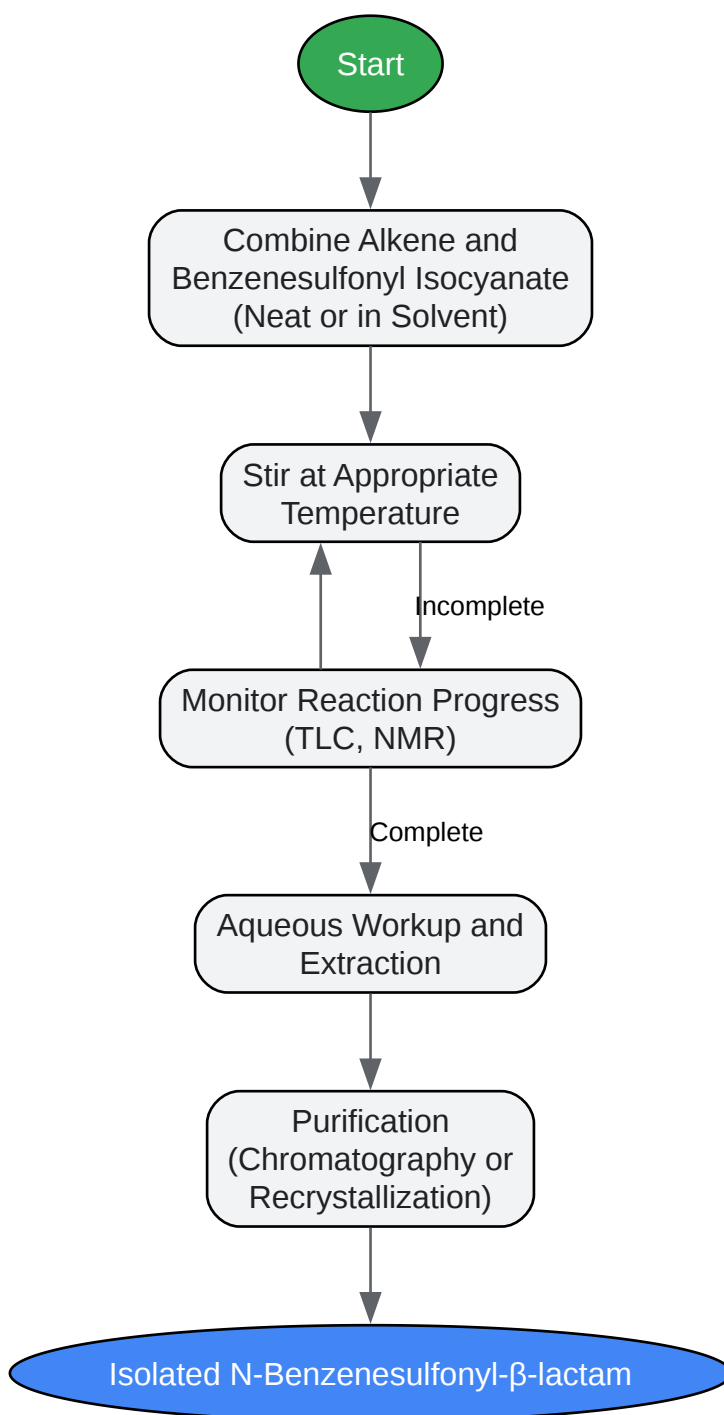 Start
Combine Alkene and
Benzenesulfonyl Isocyanate
(Neat or in Solvent)
Stir at Appropriate
Temperature
Incomplete
Monitor Reaction Progress
(TLC, NMR)
Complete
Aqueous Workup and
Extraction
Purification
(Chromatography or
Recrystallization)
Isolated N-Benzenesulfonyl-β-lactam